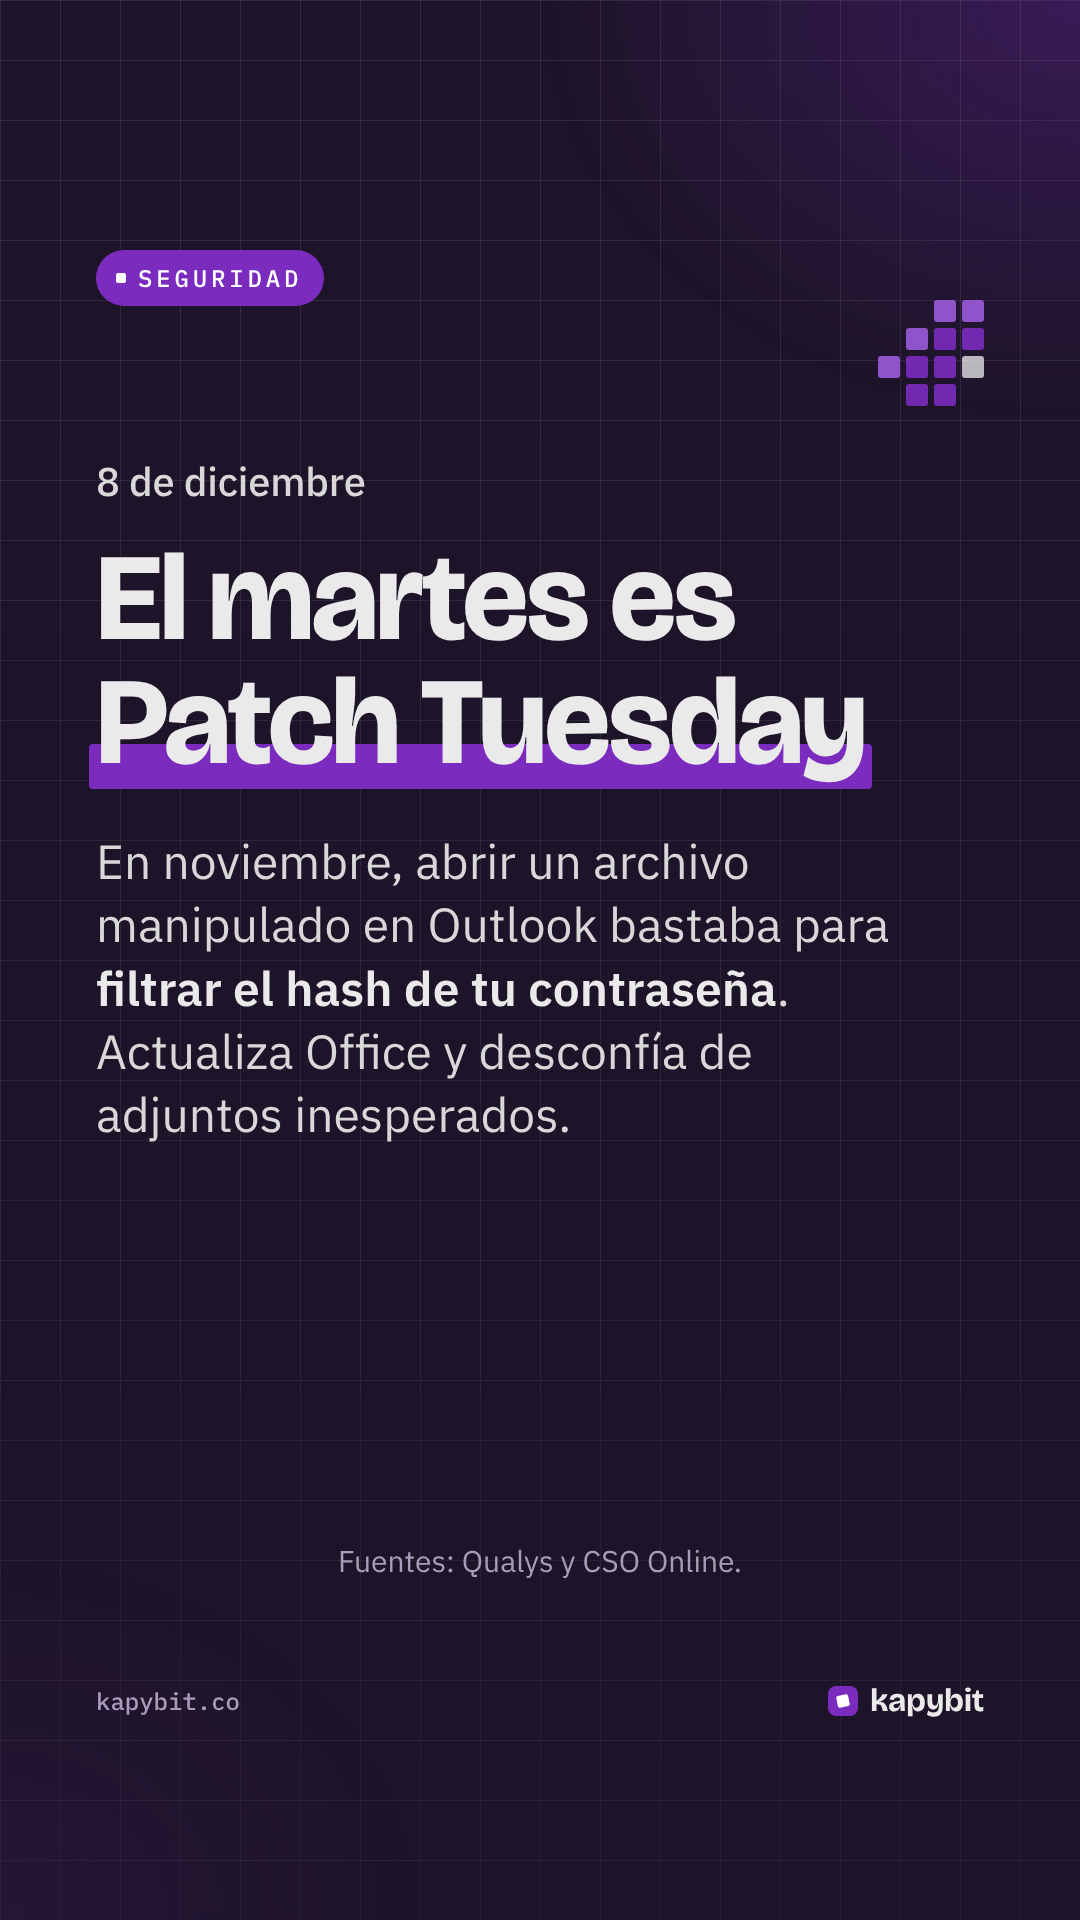 SEGURIDAD
8 de diciembre
El martes es
Patch Tuesday
En noviembre, abrir un archivo
manipulado en Outlook bastaba para
filtrar el hash de tu contraseña.
Actualiza Office y desconfía de
adjuntos inesperados.
Fuentes: Qualys y CSO Online.
kapybit.co
kapybit